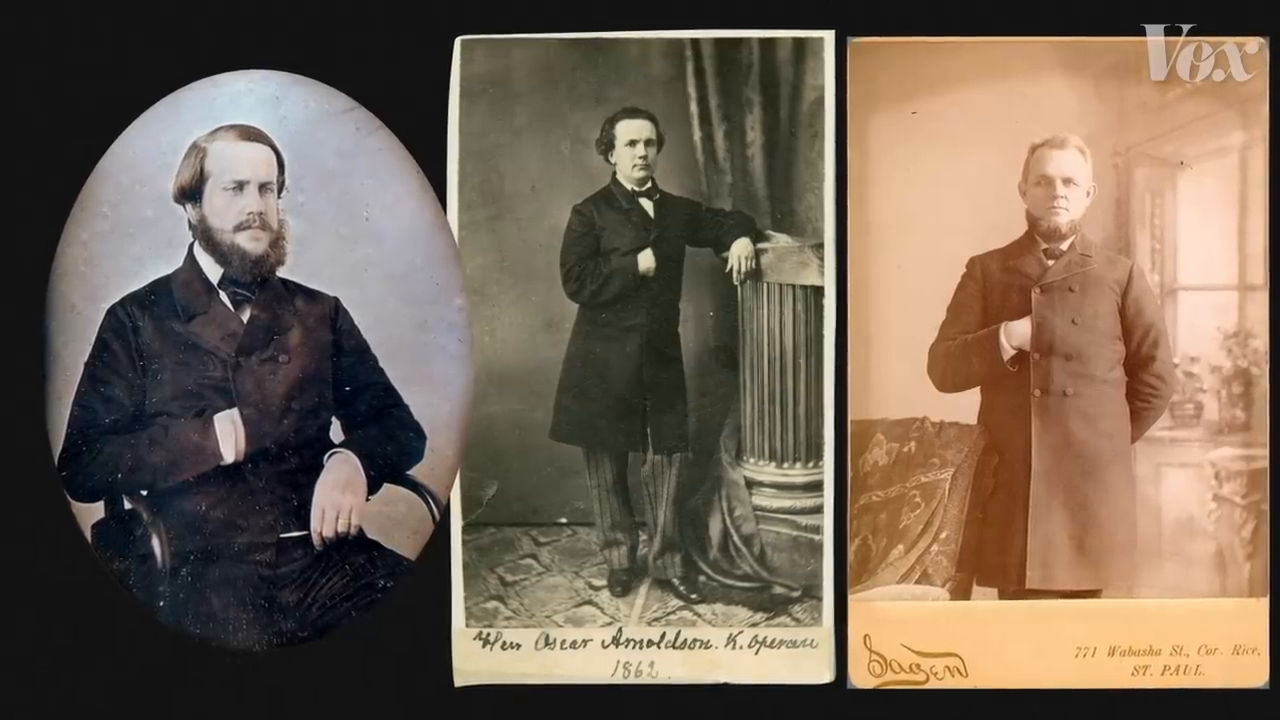 Vox
Herr Oscar Arnoldson. K. Operan
1862.
Sagen
771 Wabasha St., Cor. Rice,
ST. PAUL.